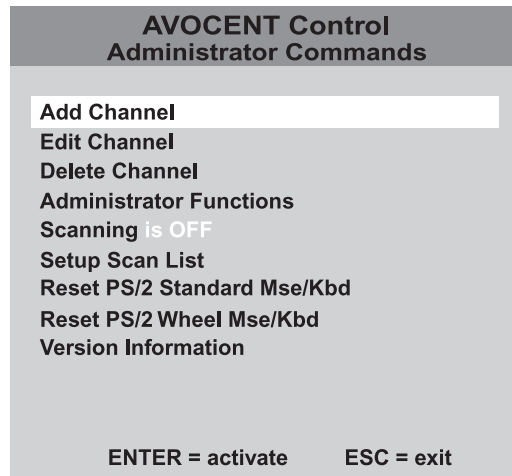 AVOCENT Control
Administrator Commands
Add Channel
Edit Channel
Delete Channel
Administrator Functions
Scanning is OFF
Setup Scan List
Reset PS/2 Standard Mse/Kbd
Reset PS/2 Wheel Mse/Kbd
Version Information
ENTER = activate ESC = exit